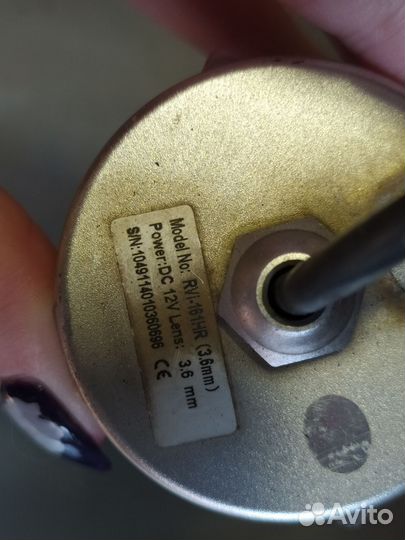 Model No: RVI-161HR (3.6mm)
Power:DC 12V Lens: 3.6 mm
S/N:1049114010360696 CE
Avito